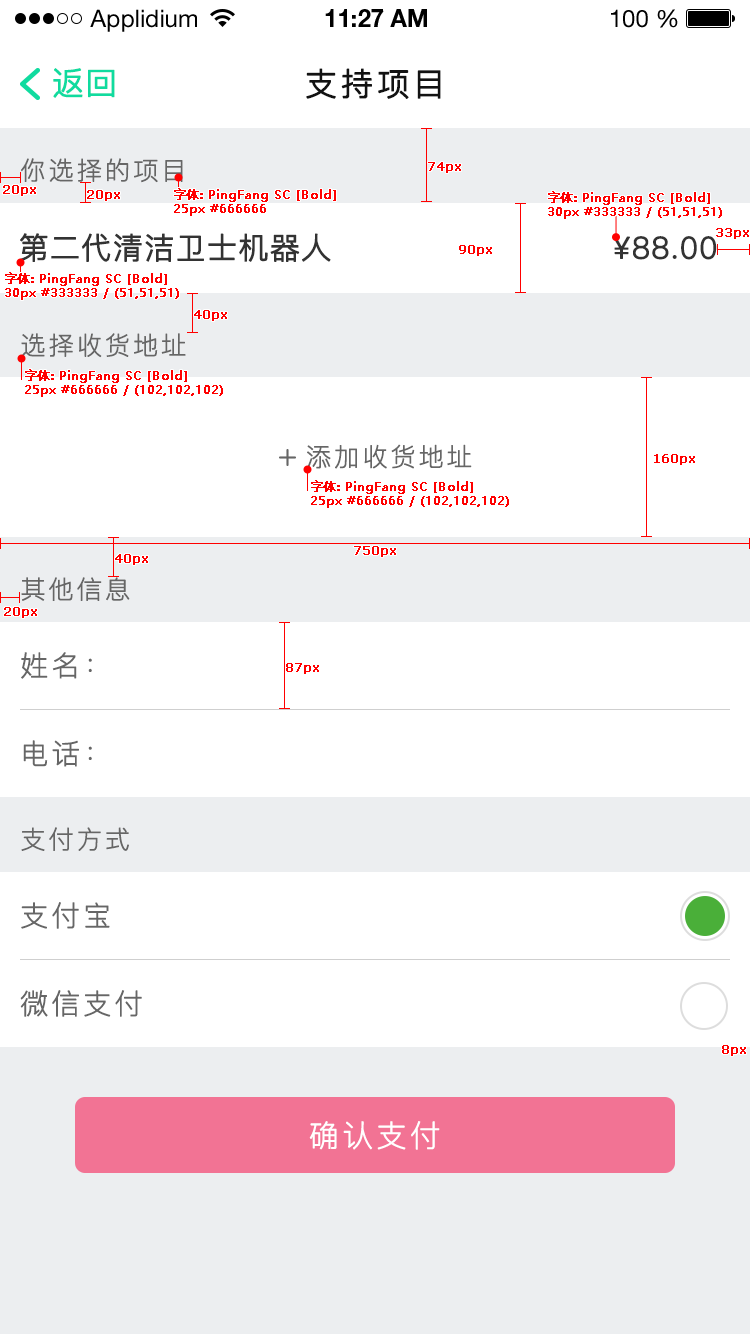 Applidium 11:27 AM 100 %
返回 支持项目
74px
你选择的项目
20px
20px
字体: PingFang SC [Bold]
25px #666666
字体: PingFang SC [Bold]
30px #333333 / (51,51,51)
33px
第二代清洁卫士机器人 90px ¥88.00
字体: PingFang SC [Bold]
30px #333333 / (51,51,51)
40px
选择收货地址
字体: PingFang SC [Bold]
25px #666666 / (102,102,102)
+ 添加收货地址 160px
字体: PingFang SC [Bold]
25px #666666 / (102,102,102)
750px
40px
其他信息
20px
姓名: 87px
电话:
支付方式
支付宝
微信支付
8px
确认支付